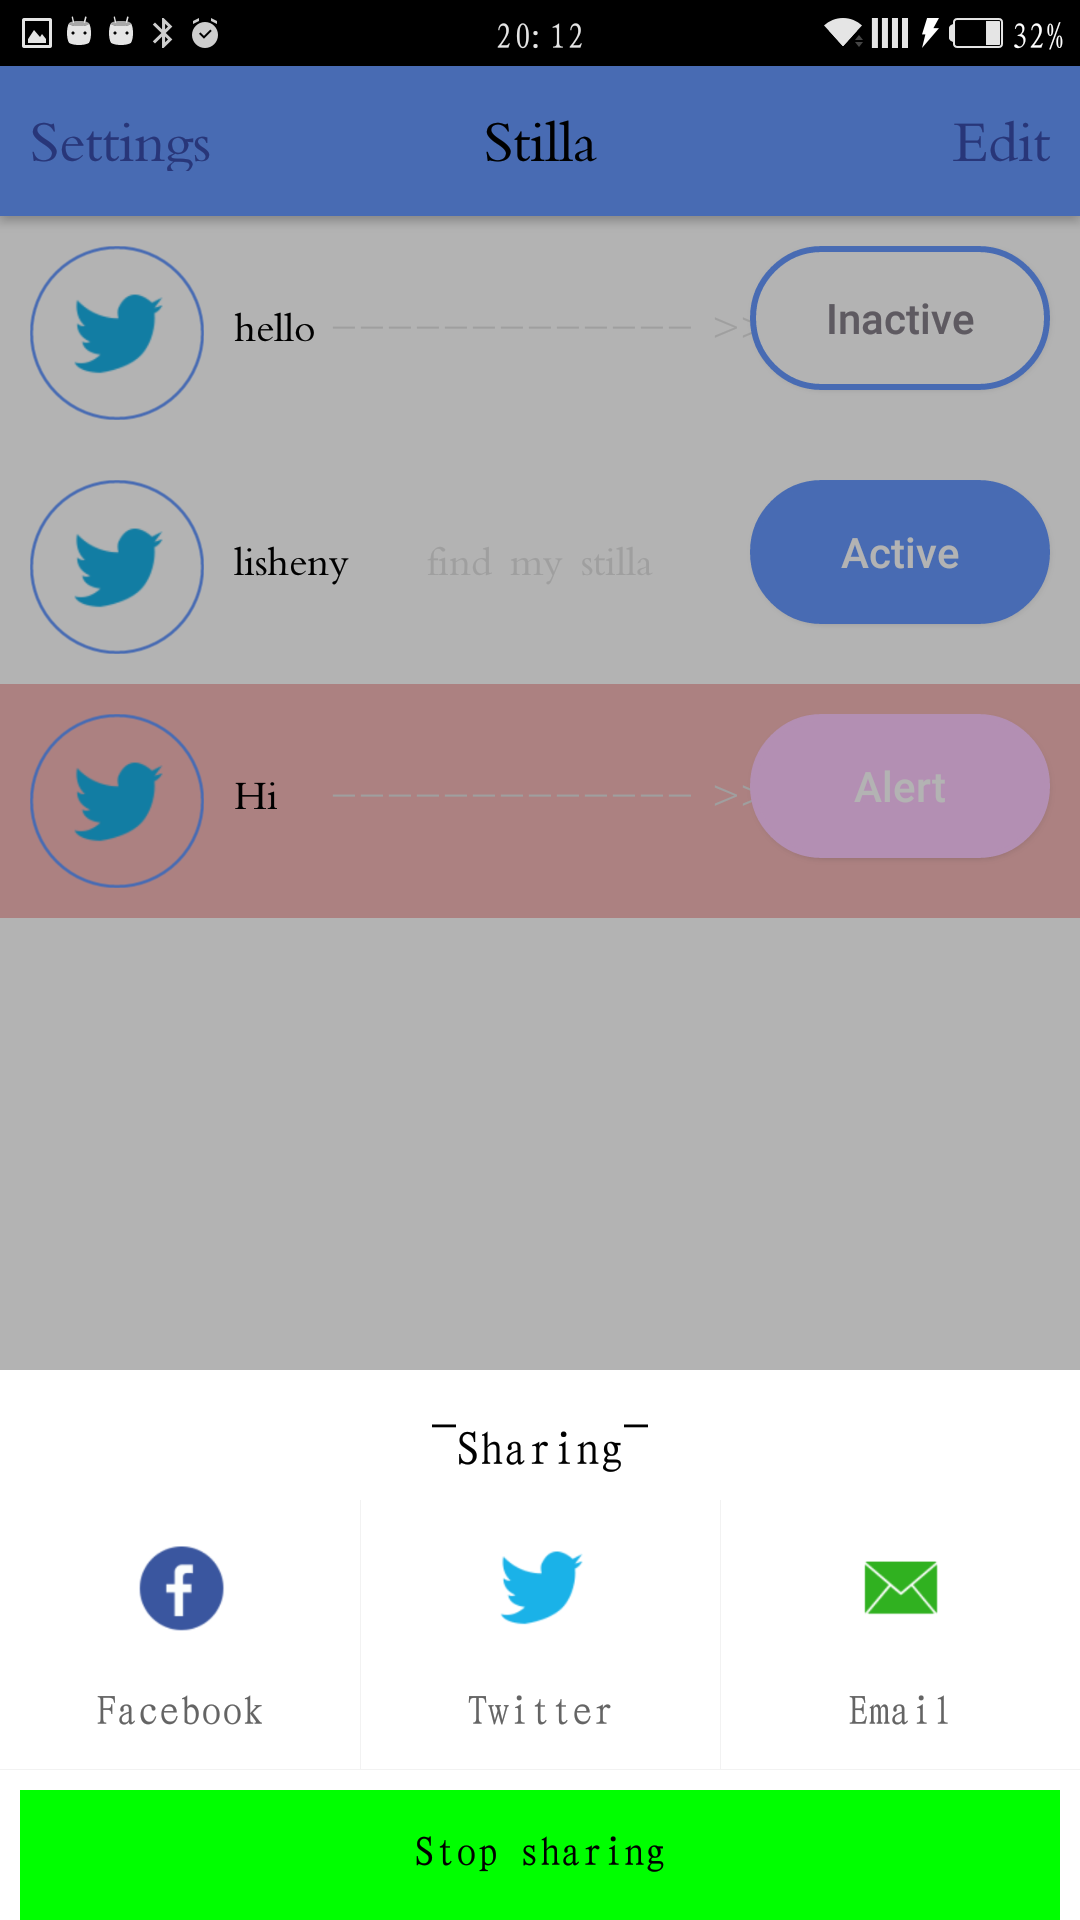 20:12 32%
Settings Stilla Edit
hello ------------- >> Inactive
lisheny find my stilla Active
Hi ------------- >> Alert
Sharing
Facebook Twitter Email
Stop sharing